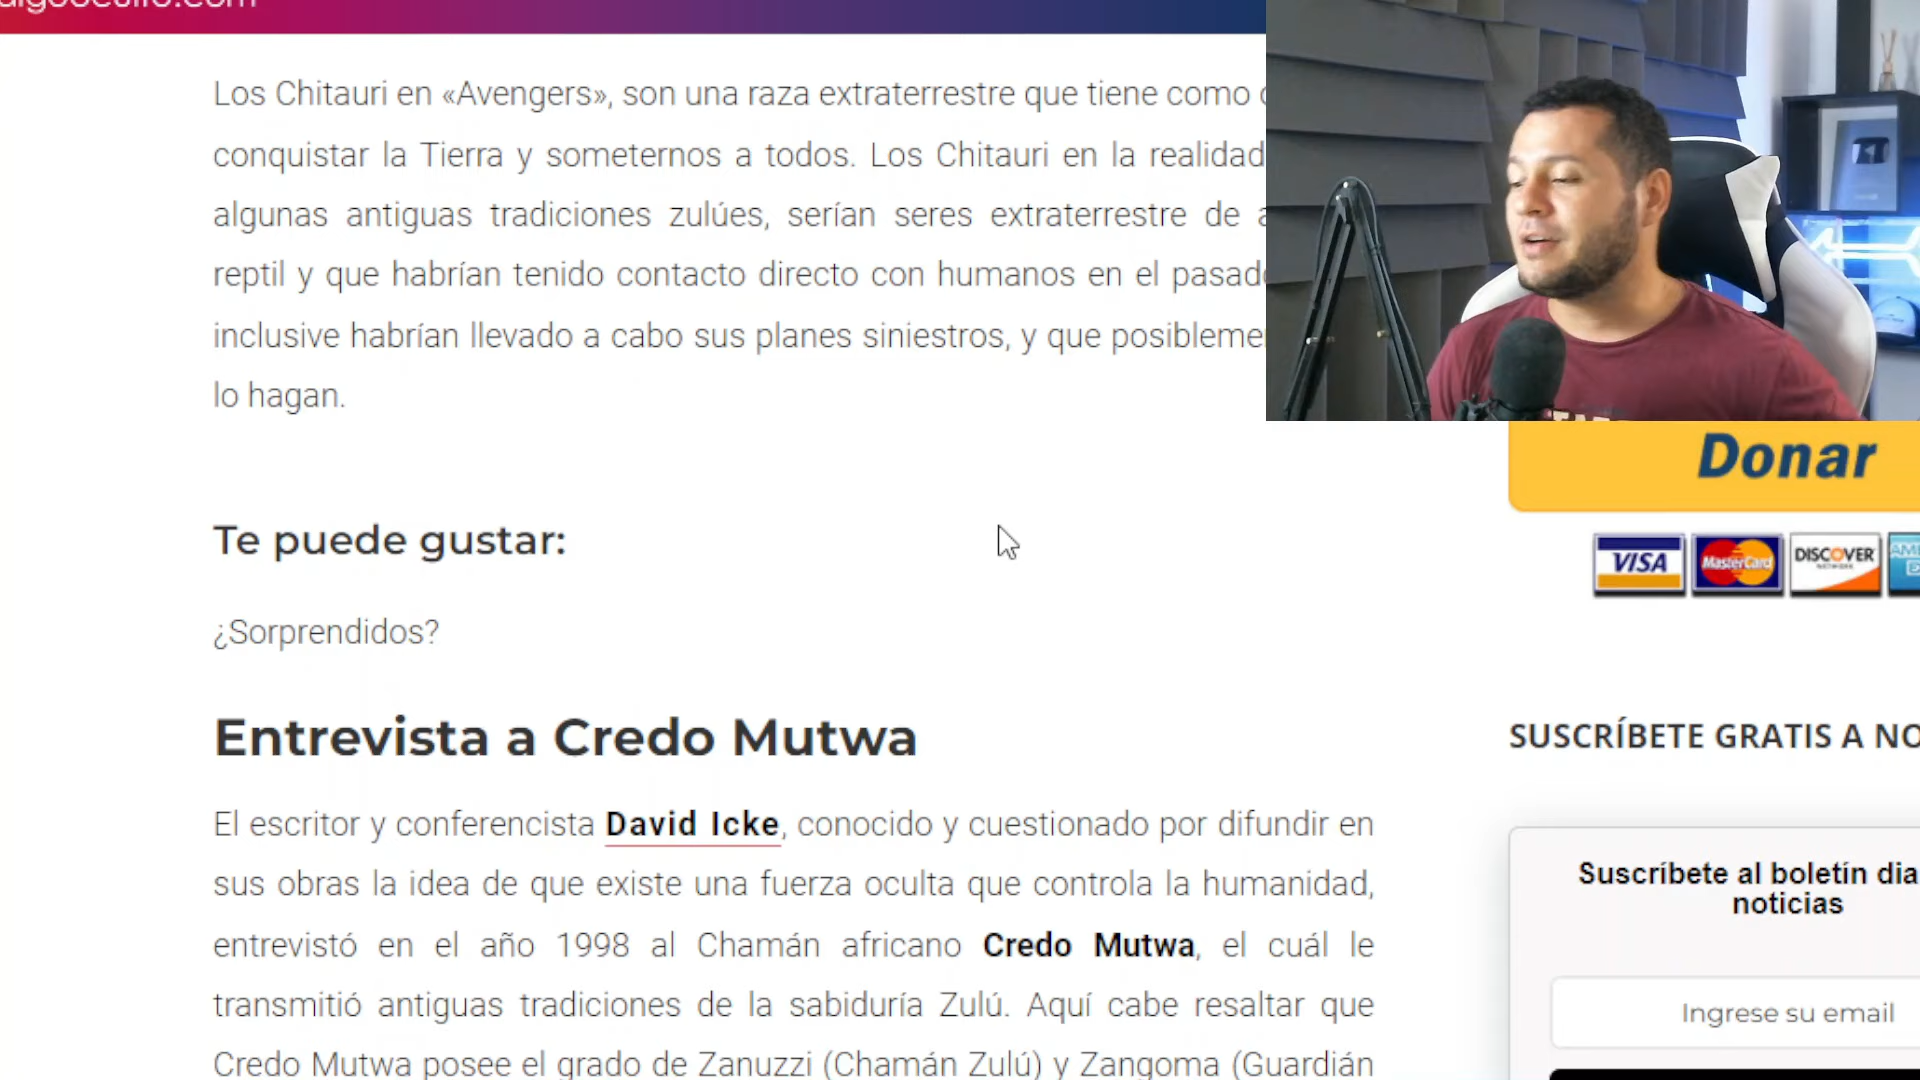 Los Chitauri en «Avengers», son una raza extraterrestre que tiene como
conquistar la Tierra y someternos a todos. Los Chitauri en la realidad
algunas antiguas tradiciones zulúes, serían seres extraterrestre de
reptil y que habrían tenido contacto directo con humanos en el pasado
inclusive habrían llevado a cabo sus planes siniestros, y que
lo hagan.
Donar
VISA
MasterCard
DISCOVER
NETWORK
Te puede gustar:
¿Sorprendidos?
Entrevista a Credo Mutwa
El escritor y conferencista David Icke, conocido y cuestionado por difundir en
sus obras la idea de que existe una fuerza oculta que controla la humanidad,
entrevistó en el año 1998 al Chamán africano Credo Mutwa, el cuál le
transmitió antiguas tradiciones de la sabiduría Zulú. Aquí cabe resaltar que
Credo Mutwa posee el grado de Zanuzzi (Chamán Zulú) y Zangoma (Guardián
SUSCRÍBETE GRATIS A
Suscríbete al boletín
noticias
Ingrese su email